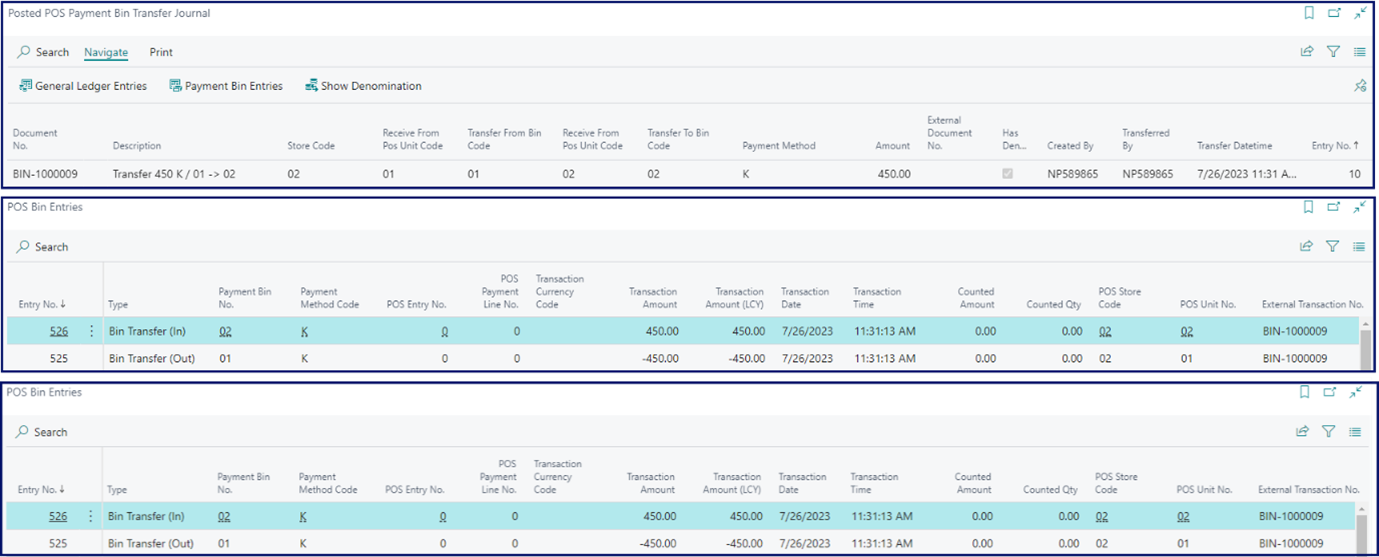 Posted POS Payment Bin Transfer Journal
Search Navigate Print
General Ledger Entries Payment Bin Entries Show Denomination
Document No. Description Store Code Receive From Pos Unit Code Transfer From Bin Code Receive From Pos Unit Code Transfer To Bin Code Payment Method Amount External Document No. Has Den... Created By Transferred By Transfer Datetime Entry No. ↑
BIN-1000009 Transfer 450 K / 01 -> 02 02 01 01 02 02 K 450.00 NP589865 NP589865 7/26/2023 11:31 A... 10
POS Bin Entries
Search
Entry No. ↓ Type Payment Bin No. Payment Method Code POS Entry No. POS Payment Line No. Transaction Currency Code Transaction Amount Transaction Amount (LCY) Transaction Date Transaction Time Counted Amount Counted Qty POS Store Code POS Unit No. External Transaction No.
526 Bin Transfer (In) 02 K 0 0 450.00 450.00 7/26/2023 11:31:13 AM 0.00 0.00 02 02 BIN-1000009
525 Bin Transfer (Out) 01 K 0 0 -450.00 -450.00 7/26/2023 11:31:13 AM 0.00 0.00 02 01 BIN-1000009
POS Bin Entries
Search
Entry No. ↓ Type Payment Bin No. Payment Method Code POS Entry No. POS Payment Line No. Transaction Currency Code Transaction Amount Transaction Amount (LCY) Transaction Date Transaction Time Counted Amount Counted Qty POS Store Code POS Unit No. External Transaction No.
526 Bin Transfer (In) 02 K 0 0 450.00 450.00 7/26/2023 11:31:13 AM 0.00 0.00 02 02 BIN-1000009
525 Bin Transfer (Out) 01 K 0 0 -450.00 -450.00 7/26/2023 11:31:13 AM 0.00 0.00 02 01 BIN-1000009